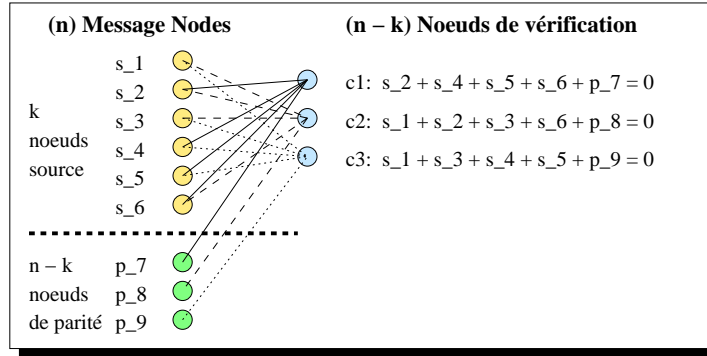 (n) Message Nodes
(n – k) Noeuds de vérification
s_1
s_2
s_3
s_4
s_5
s_6
k
noeuds
source
c1: s_2 + s_4 + s_5 + s_6 + p_7 = 0
c2: s_1 + s_2 + s_3 + s_6 + p_8 = 0
c3: s_1 + s_3 + s_4 + s_5 + p_9 = 0
n – k p_7
noeuds p_8
de parité p_9